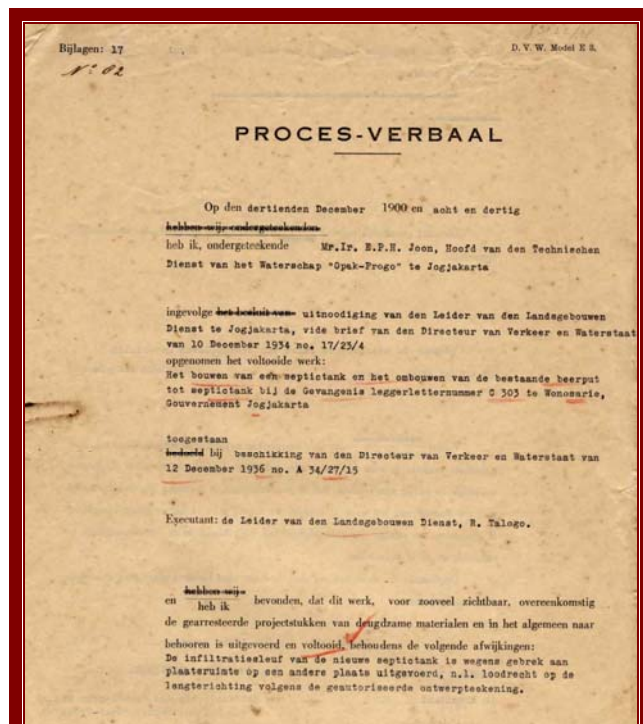 Bijlagen: 17
D. V. W. Model E 3.
No 82
PROCES-VERBAAL
Op den dertienden December 1900 en acht en dertig
hebben wij, ondergeteekenden
heb ik, ondergeteekende Mr.Ir. E.P.H. Joon, Hoofd van den Technischen
Dienst van het Waterschap "Opak-Progo" te Jogjakarta
ingevolge het besluit van uitnoodiging van den Leider van den Landsgebouwen
Dienst te Jogjakarta, vide brief van den Directeur van Verkeer en Waterstaat
van 10 December 1934 no. 17/23/4
opgenomen het voltooide werk:
Het bouwen van een septictank en het ombouwen van de bestaande beerput
tot septictank bij de Gevangenis leggerletternummer C 303 te Wonosarie,
Gouvernement Jogjakarta
toegestaan
bedoeld bij beschikking van den Directeur van Verkeer en Waterstaat van
12 December 1936 no. A 34/27/15
Executant: de Leider van den Landsgebouwen Dienst, R. Talogo.
hebben wij
en heb ik bevonden, dat dit werk, voor zooveel zichtbaar, overeenkomstig
de gearresteerde projectstukken van deugdzame materialen en in het algemeen naar
behooren is uitgevoerd en voltooid, behoudens de volgende afwijkingen:
De infiltratiesleuf van de nieuwe septictank is wegens gebrek aan
plaatsruimte op een andere plaats uitgevoerd, n.l. loodrecht op de
lengterichting volgens de geautoriseerde ontwerpteekening.